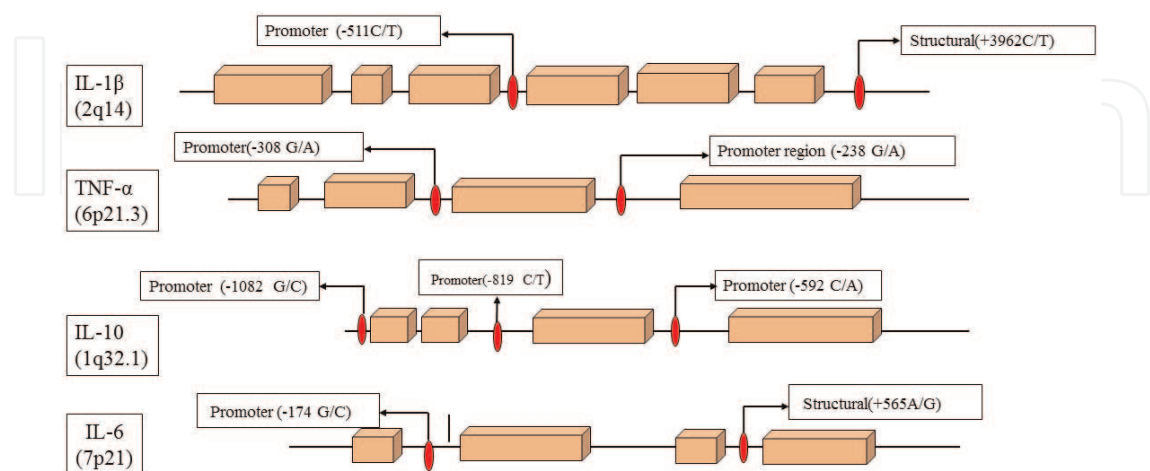 Promoter (-511C/T)
Structural(+3962C/T)
IL-1β
(2q14)
Promoter(-308 G/A)
Promoter region (-238 G/A)
TNF-α
(6p21.3)
Promoter (-1082 G/C)
Promoter(-819 C/T)
Promoter (-592 C/A)
IL-10
(1q32.1)
Promoter (-174 G/C)
Structural(+565A/G)
IL-6
(7p21)